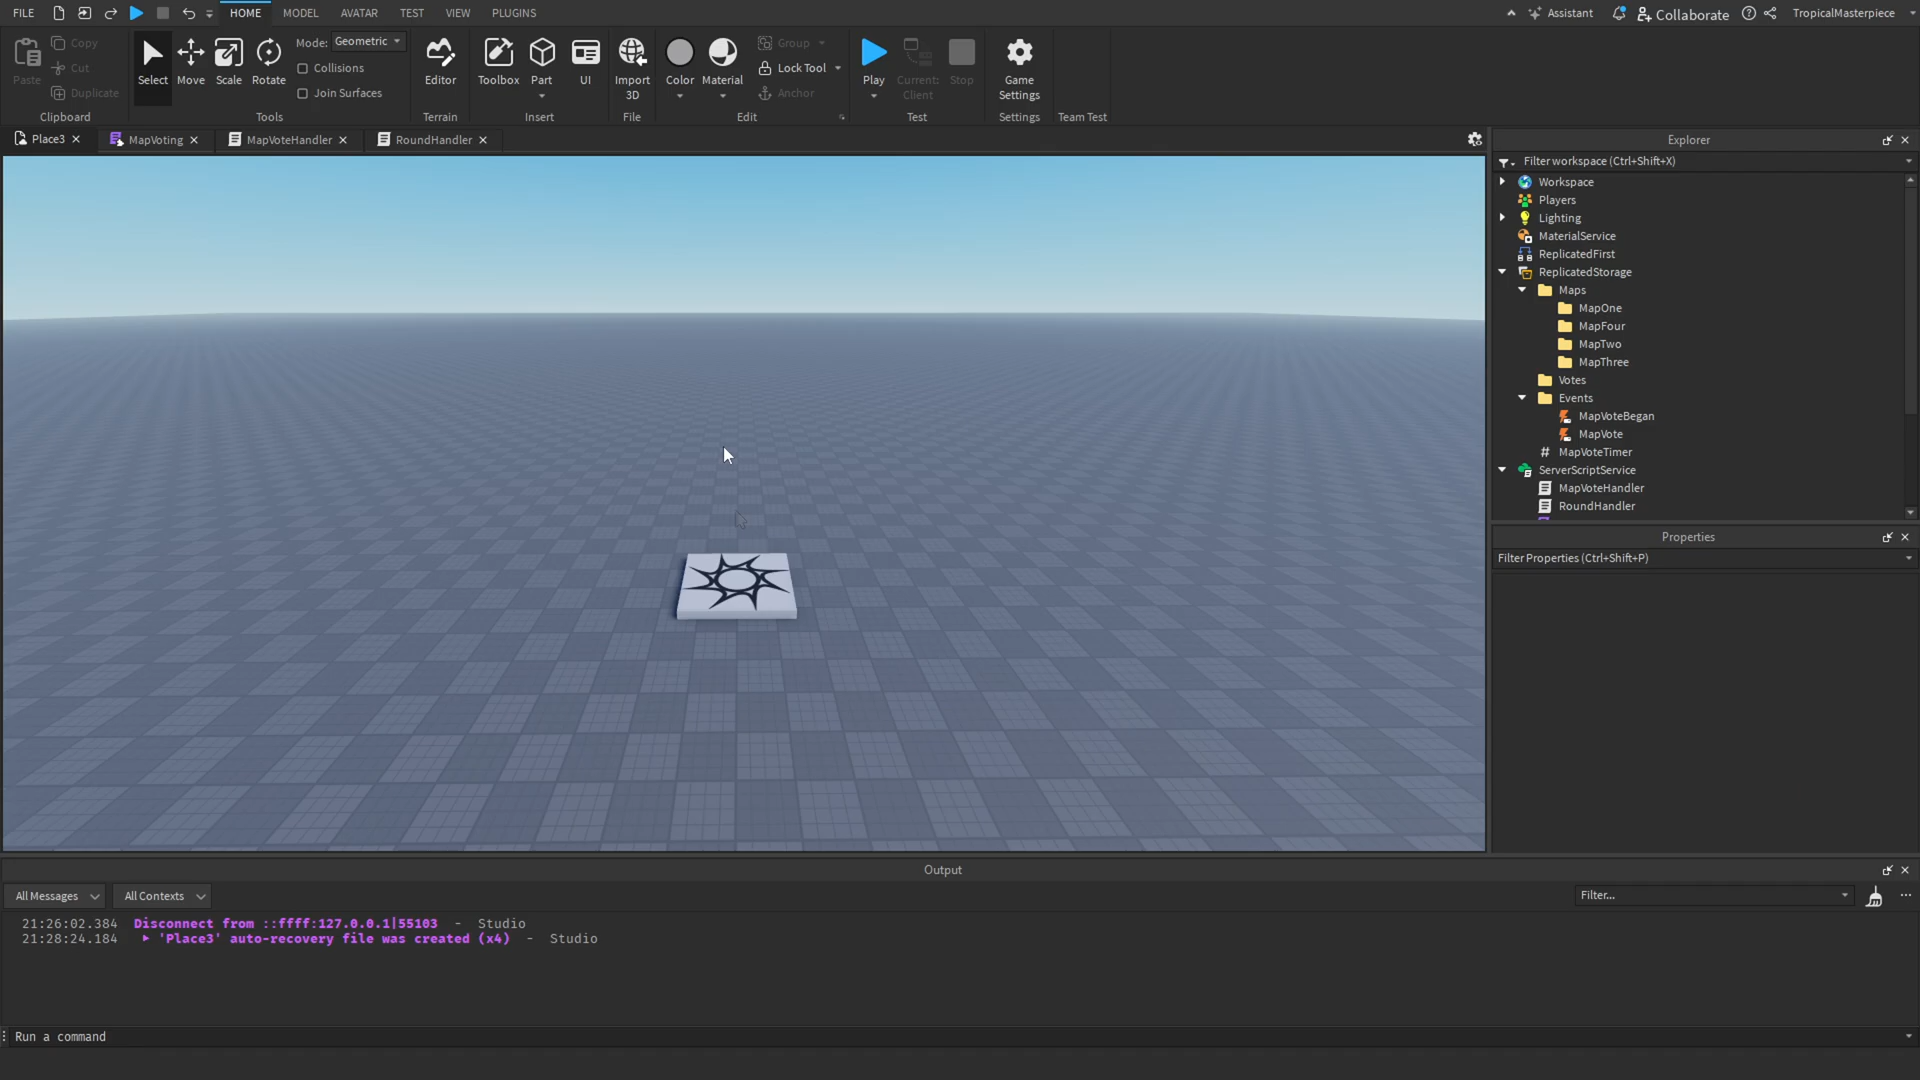 FILE HOME MODEL AVATAR TEST VIEW PLUGINS Assistant Collaborate TropicalMasterpiece
Paste Copy Cut Duplicate Clipboard
Select Move Scale Rotate Mode: Geometric Collisions Join Surfaces Tools
Editor Terrain
Toolbox Part UI Insert
Import 3D File
Color Material Group Lock Tool Anchor Edit
Play Current: Client Stop Test
Game Settings Settings
Team Test
Place3 MapVoting MapVoteHandler RoundHandler
Explorer
Filter workspace (Ctrl+Shift+X)
Workspace
Players
Lighting
MaterialService
ReplicatedFirst
ReplicatedStorage
Maps
MapOne
MapFour
MapTwo
MapThree
Votes
Events
MapVoteBegan
MapVote
# MapVoteTimer
ServerScriptService
MapVoteHandler
RoundHandler
Properties
Filter Properties (Ctrl+Shift+P)
Output
All Messages All Contexts Filter...
21:26:02.384 Disconnect from ::ffff:127.0.0.1|55103 - Studio
21:28:24.184 'Place3' auto-recovery file was created (x4) - Studio
Run a command